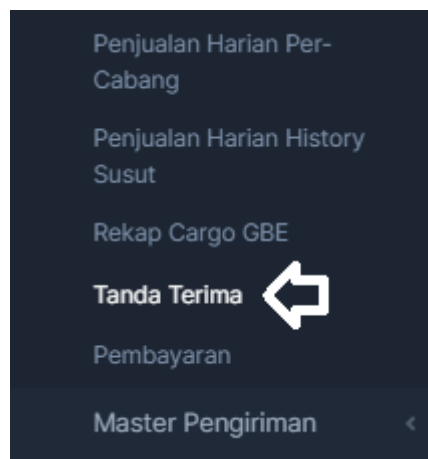 Penjualan Harian Per-
Cabang
Penjualan Harian History
Susut
Rekap Cargo GBE
Tanda Terima
Pembayaran
Master Pengiriman